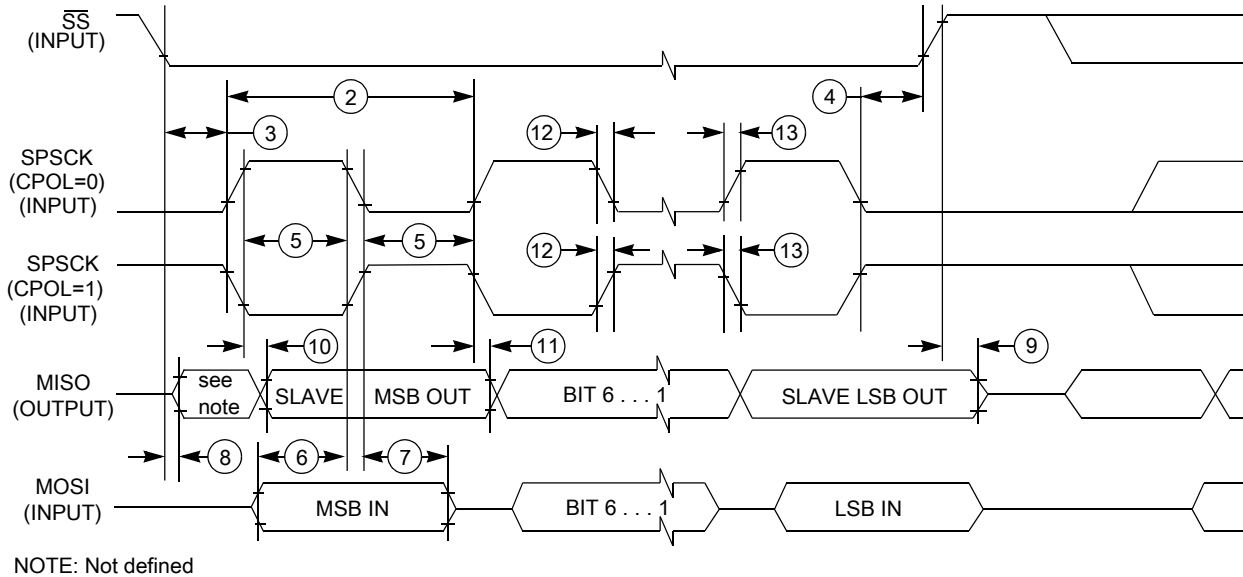 SS
(INPUT)
2
4
3
12
13
SPSCK
(CPOL=0)
(INPUT)
5
5
12
13
SPSCK
(CPOL=1)
(INPUT)
10
11
9
MISO
(OUTPUT)
see
note
SLAVE
MSB OUT
BIT 6 . . . 1
SLAVE LSB OUT
8
6
7
MOSI
(INPUT)
MSB IN
BIT 6 . . . 1
LSB IN
NOTE: Not defined